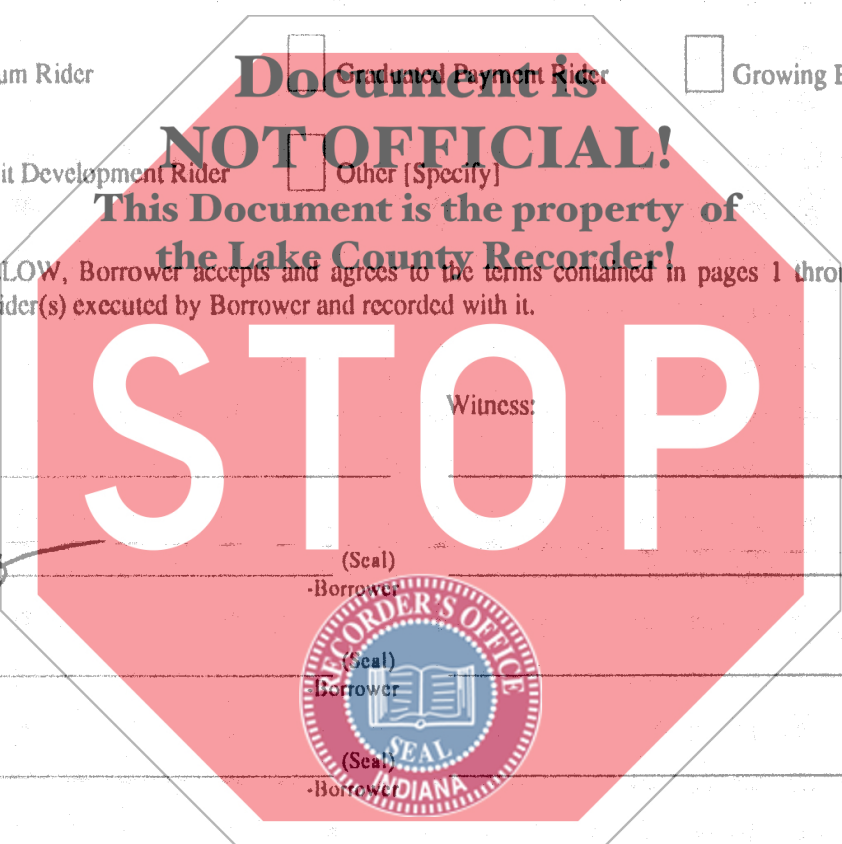 um Rider Graduated Payment Rider Growing E
it Development Rider Other [Specify]
Document is
NOT OFFICIAL!
This Document is the property of
the Lake County Recorder!
LOW, Borrower accepts and agrees to the terms contained in pages 1 throu
ider(s) executed by Borrower and recorded with it.
STOP
Witness:
(Seal)
-Borrower
(Seal)
-Borrower
(Seal)
-Borrower
RECORDER'S OFFICE
SEAL
INDIANA